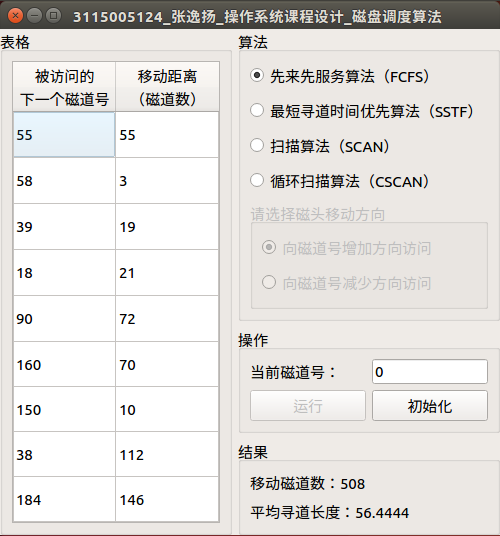 3115005124_张逸扬_操作系统课程设计_磁盘调度算法
表格
被访问的 移动距离
下一个磁道号 （磁道数）
55 55
58 3
39 19
18 21
90 72
160 70
150 10
38 112
184 146
算法
先来先服务算法（FCFS）
最短寻道时间优先算法（SSTF）
扫描算法（SCAN）
循环扫描算法（CSCAN）
请选择磁头移动方向
向磁道号增加方向访问
向磁道号减少方向访问
操作
当前磁道号： 0
运行 初始化
结果
移动磁道数：508
平均寻道长度：56.4444